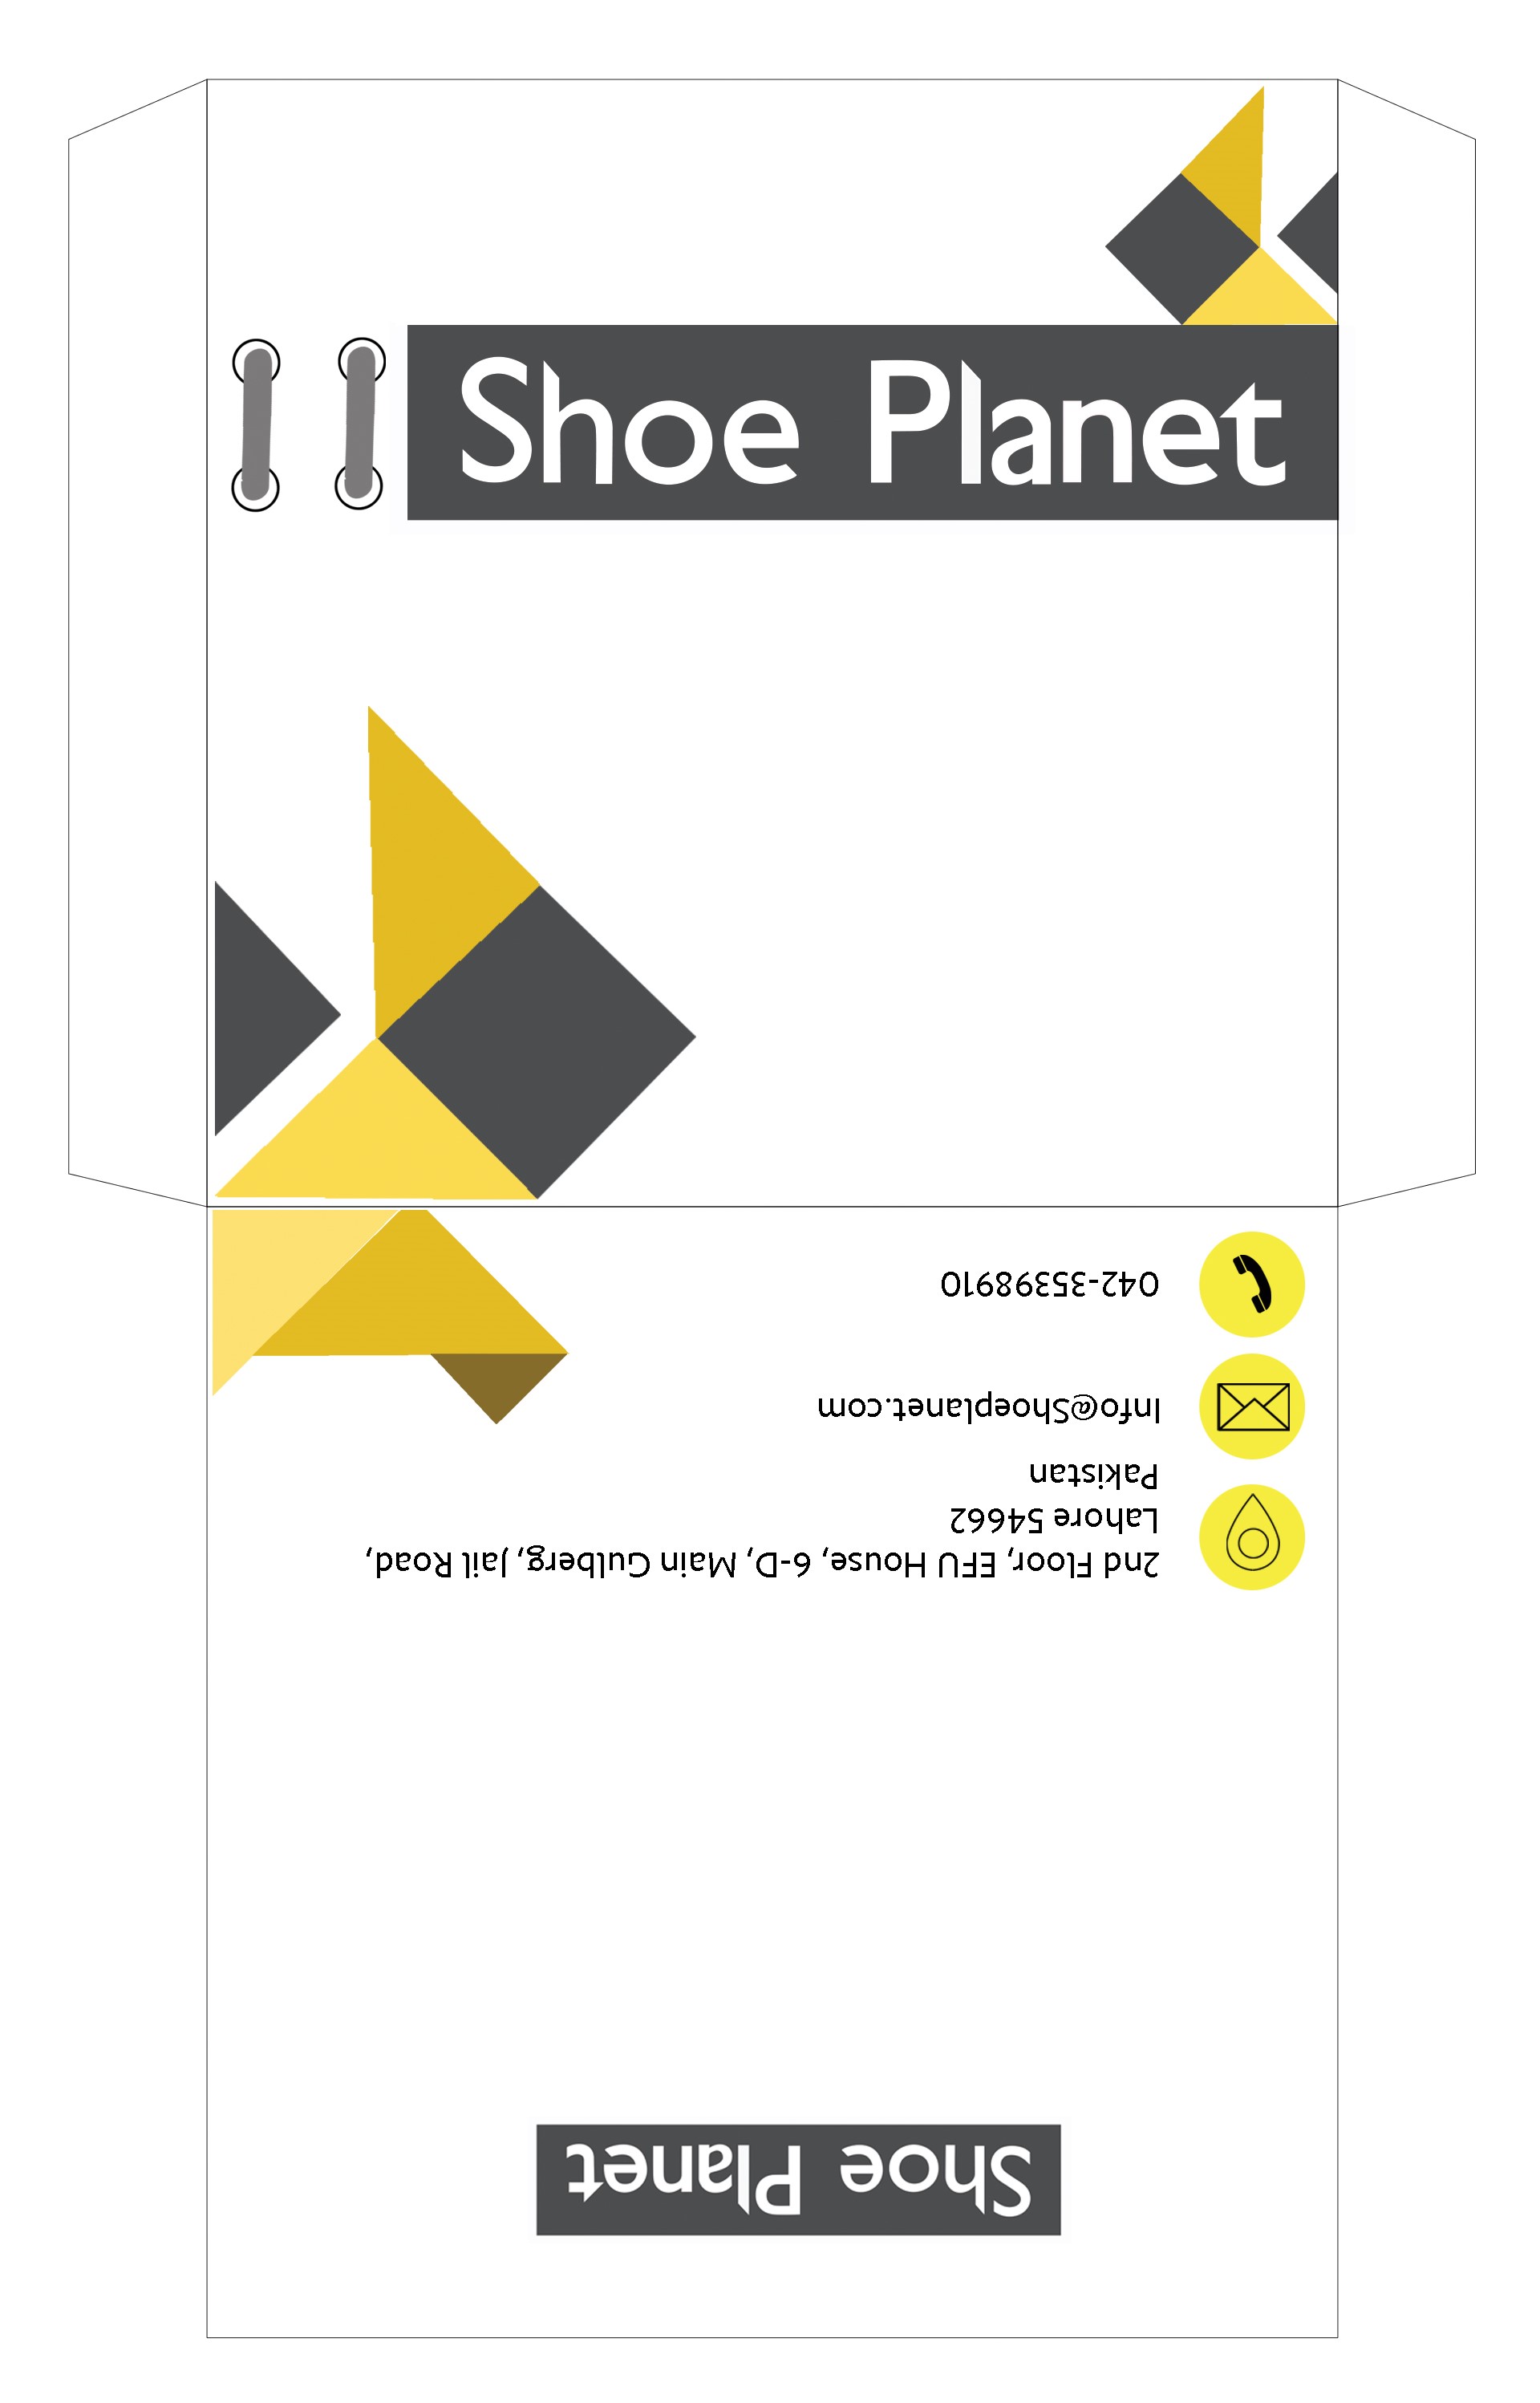 Shoe Planet
042-35398910
Info@Shoeplanet.com
2nd Floor, EFU House, 6-D, Main Gulberg, Jail Road,
Lahore 54662
Pakistan
Shoe Planet